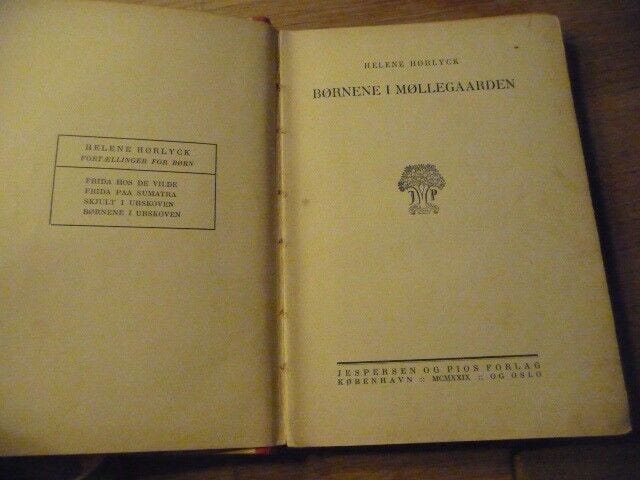 HELENE HØRLYCK
FORTÆLLINGER FOR BØRN
FRIDA HOS DE VILDE
FRIDA PAA SUMATRA
SKJULT I URSKOVEN
BØRNENE I URSKOVEN
HELENE HØRLYCK
BØRNENE I MØLLEGAARDEN
J P
JESPERSEN OG PIOS FORLAG
KØBENHAVN :: MCMXXIX :: OG OSLO